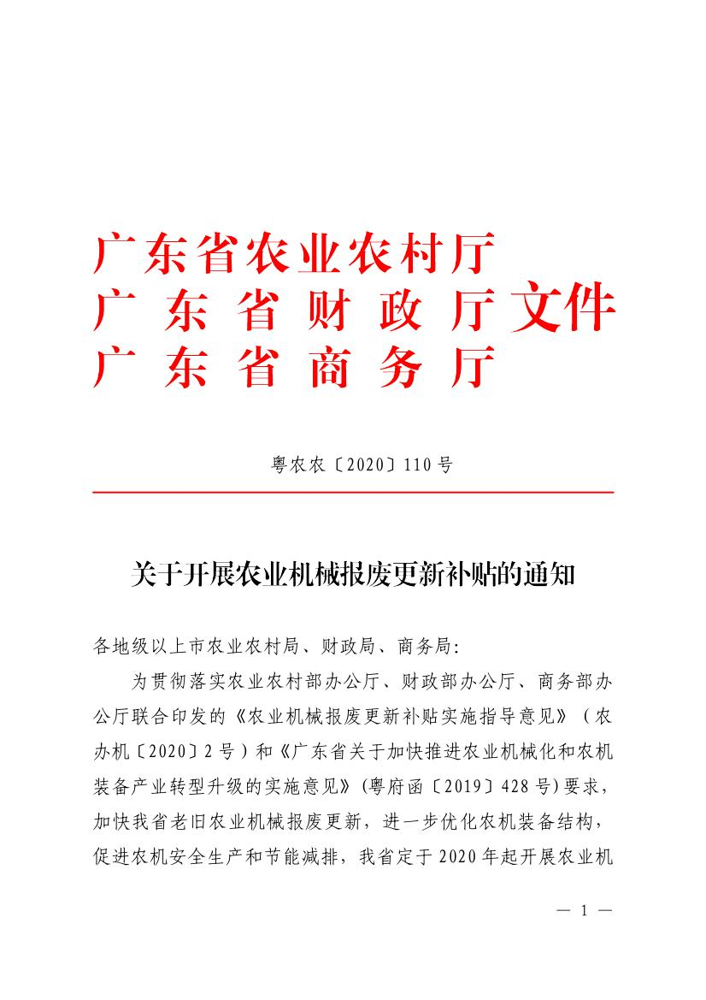 广东省农业农村厅
广东省财政厅文件
广东省商务厅
粤农农〔2020〕110 号
关于开展农业机械报废更新补贴的通知
各地级以上市农业农村局、财政局、商务局：
为贯彻落实农业农村部办公厅、财政部办公厅、商务部办
公厅联合印发的《农业机械报废更新补贴实施指导意见》（农
办机〔2020〕2 号）和《广东省关于加快推进农业机械化和农机
装备产业转型升级的实施意见》(粤府函〔2019〕428 号)要求，
加快我省老旧农业机械报废更新，进一步优化农机装备结构，
促进农机安全生产和节能减排，我省定于 2020 年起开展农业机
— 1 —